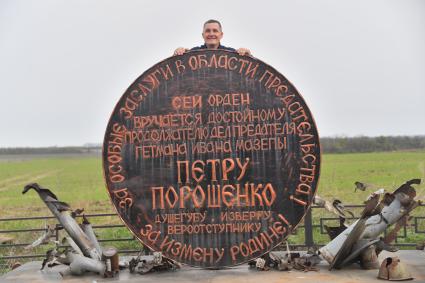 ЗА ОСОБЫЕ ЗАСЛУГИ В ОБЛАСТИ ПРЕДАТЕЛЬСТВА!
СЕЙ ОРДЕН
ВРУЧАЕТСЯ ДОСТОЙНОМУ
ПРОДОЛЖАТЕЛЮ ДЕЛ ПРЕДАТЕЛЯ
ГЕТМАНА ИВАНА МАЗЕПЫ
ПЕТРУ
ПОРОШЕНКО
ДУШЕГУБУ, ИЗВЕРГУ
ВЕРООТСТУПНИКУ
ЗА ИЗМЕНУ РОДИНЕ!